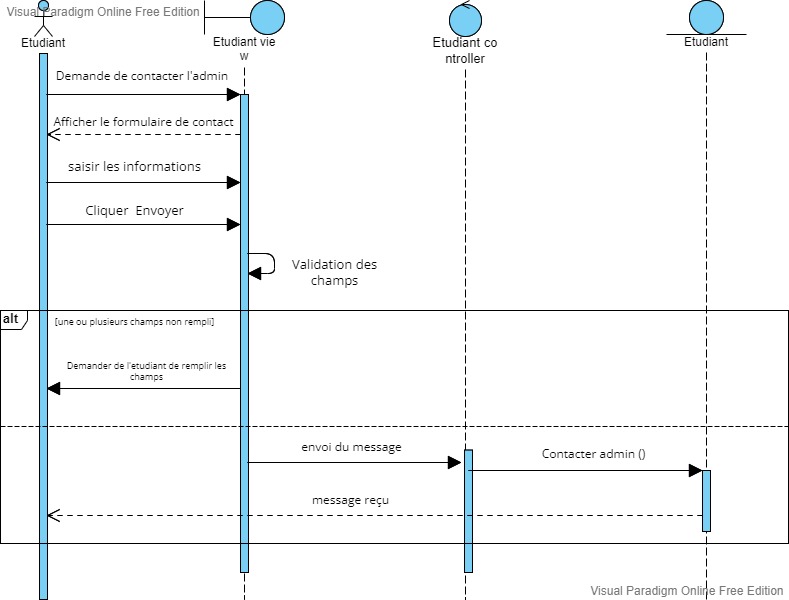 Visual Paradigm Online Free Edition
Etudiant
Etudiant vie
w
Etudiant co
ntroller
Etudiant
Demande de contacter l'admin
Afficher le formulaire de contact
saisir les informations
Cliquer Envoyer
Validation des
champs
alt
[une ou plusieurs champs non rempli]
Demander de l'etudiant de remplir les
champs
envoi du message
Contacter admin ()
message reçu
Visual Paradigm Online Free Edition